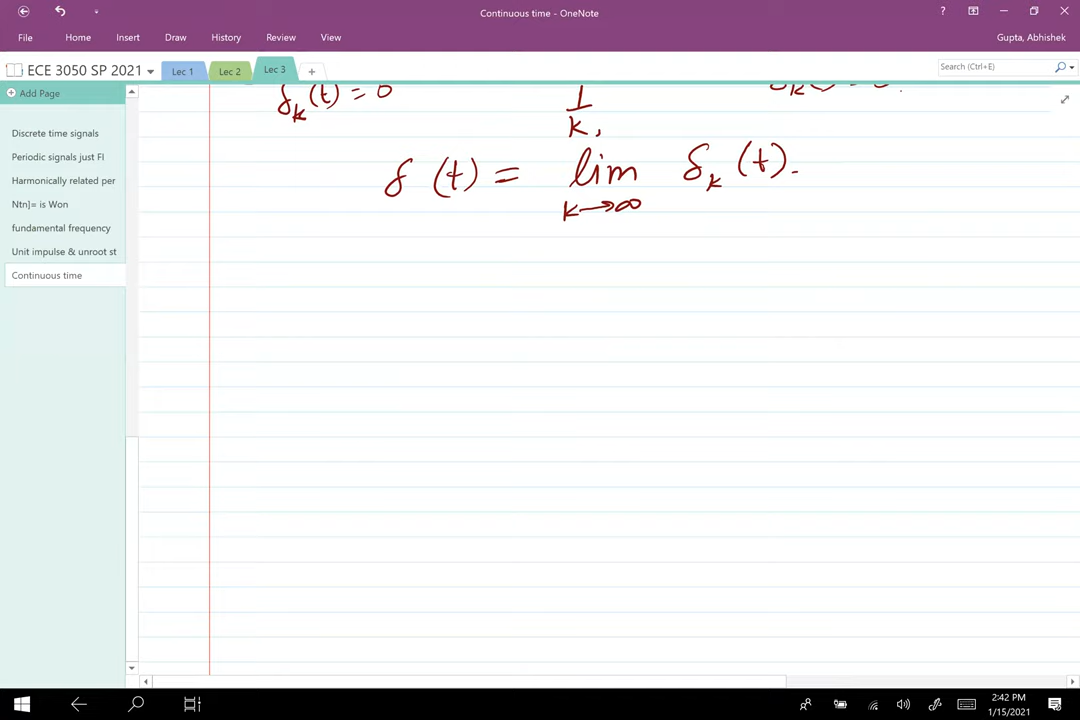 Continuous time - OneNote
File Home Insert Draw History Review View
Gupta, Abhishek
ECE 3050 SP 2021
Lec 1 Lec 2 Lec 3
Search (Ctrl+E)
Add Page
Discrete time signals
Periodic signals just FI
Harmonically related per
Ntn]= is Won
fundamental frequency
Unit impulse & unroot st
Continuous time
δk(t) = 0
1
k,
δ(t) = lim δk(t).
k→∞
2:42 PM
1/15/2021